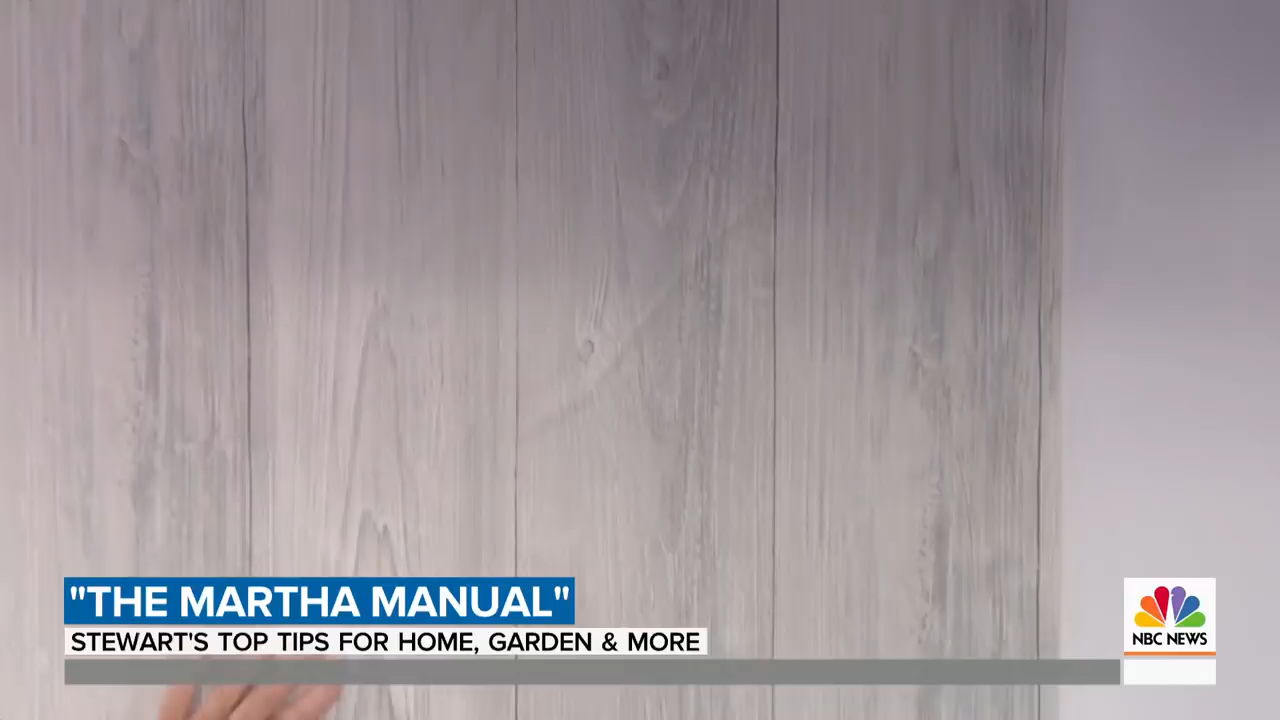 "THE MARTHA MANUAL"
STEWART'S TOP TIPS FOR HOME, GARDEN & MORE
NBC NEWS